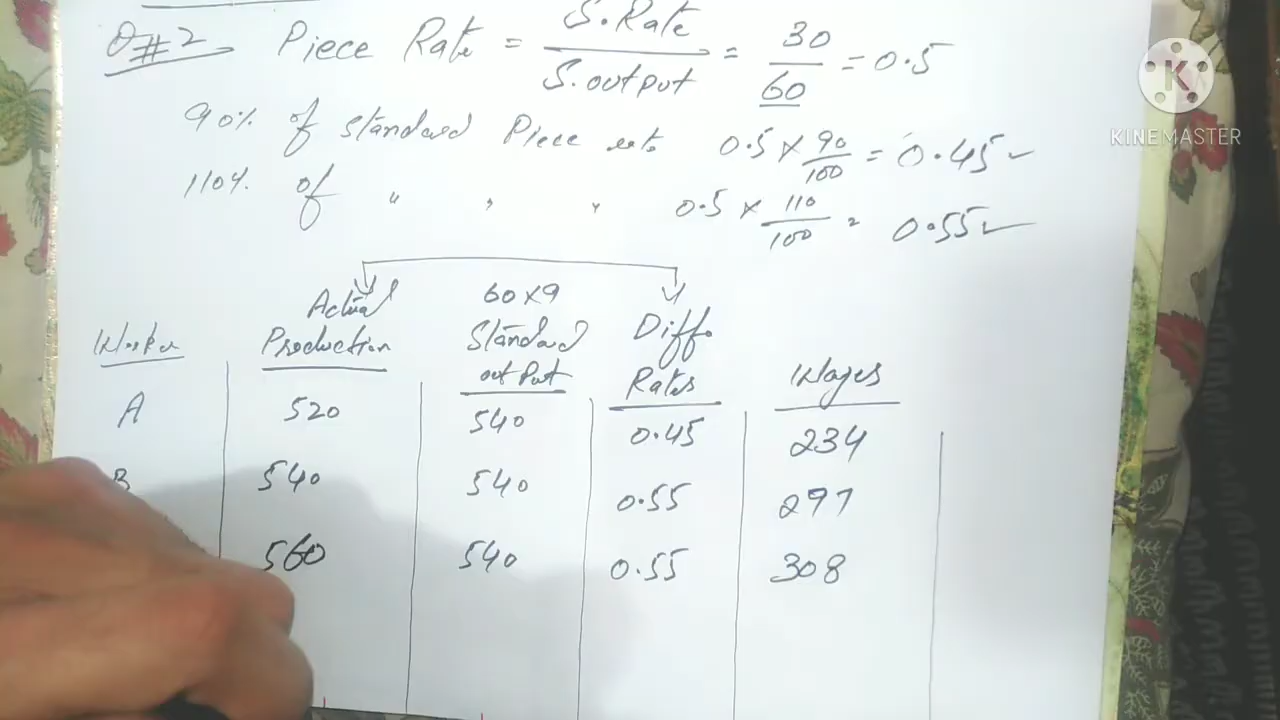 Q#2 Piece Rate = S.Rate / S.output = 30 / 60 = 0.5
90% of standard Piece rate 0.5 × 90/100 = 0.45 ✓
110% of " " " 0.5 × 110/100 = 0.55 ✓
Worker Actual Production 60×9 Standard output Diff. Rates Wages
A 520 540 0.45 234
B 540 540 0.55 297
560 540 0.55 308
K
KINEMASTER